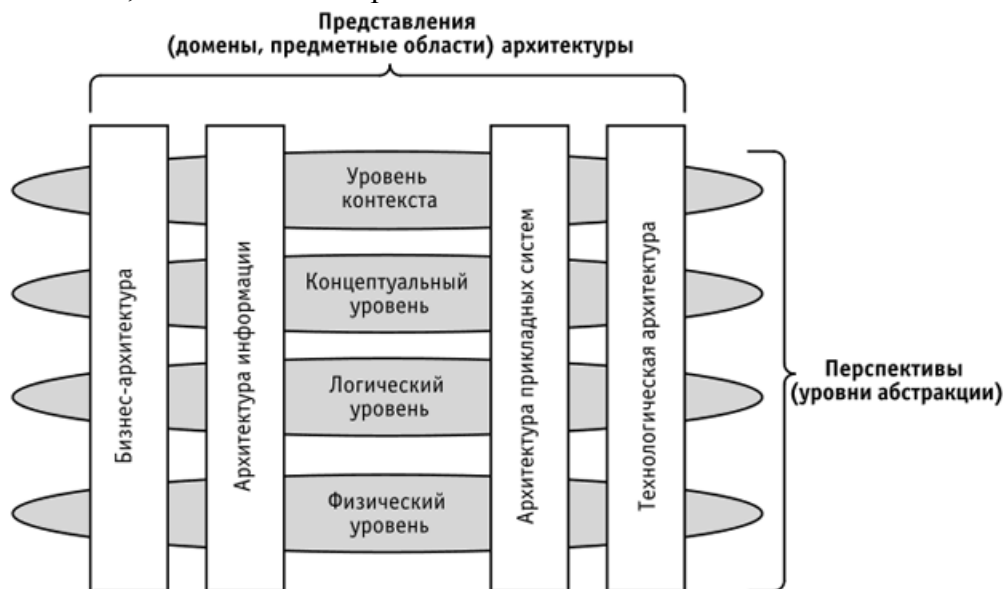 Представления
(домены, предметные области) архитектуры
Бизнес-архитектура
Архитектура информации
Уровень
контекста
Концептуальный
уровень
Логический
уровень
Физический
уровень
Архитектура прикладных систем
Технологическая архитектура
Перспективы
(уровни абстракции)